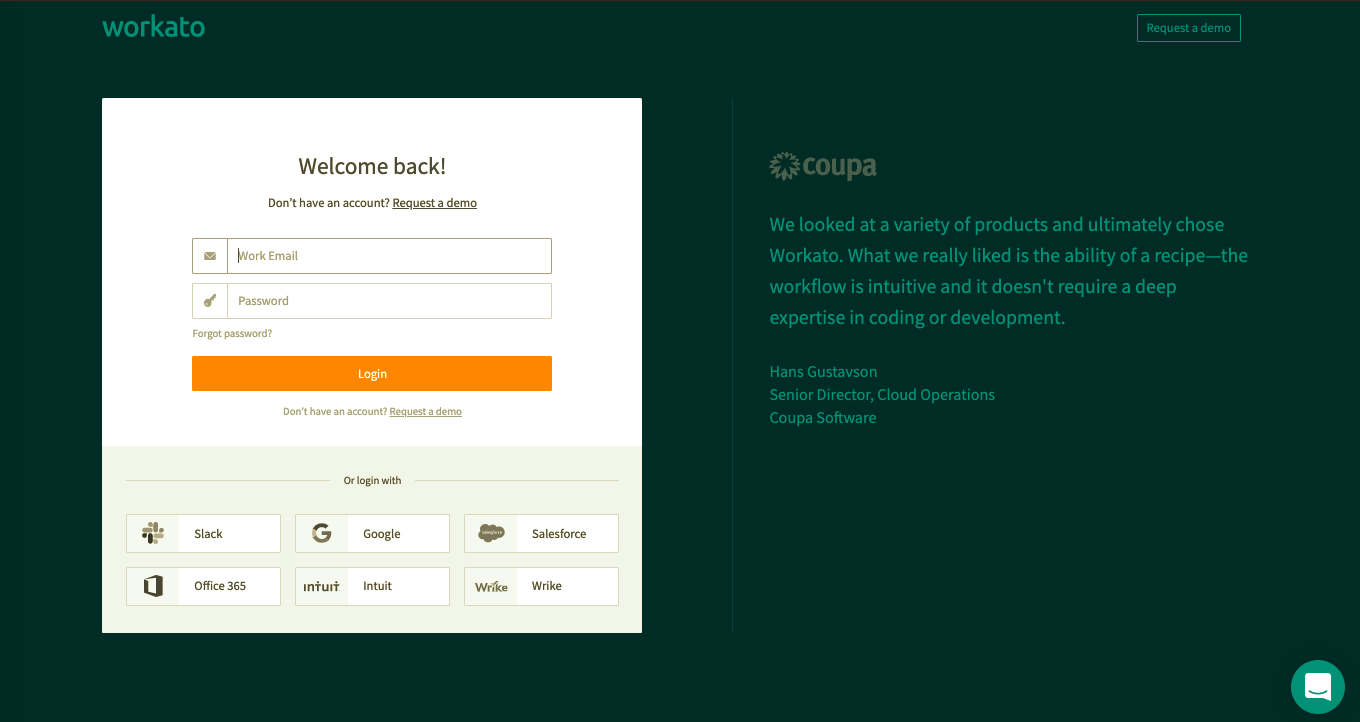 workato
Request a demo
Welcome back!
Don't have an account? Request a demo
Work Email
Password
Forgot password?
Login
Don't have an account? Request a demo
Or login with
Slack
Google
salesforce
Salesforce
Office 365
intuit
Intuit
Wrike
Wrike
coupa
We looked at a variety of products and ultimately chose
Workato. What we really liked is the ability of a recipe—the
workflow is intuitive and it doesn't require a deep
expertise in coding or development.
Hans Gustavson
Senior Director, Cloud Operations
Coupa Software